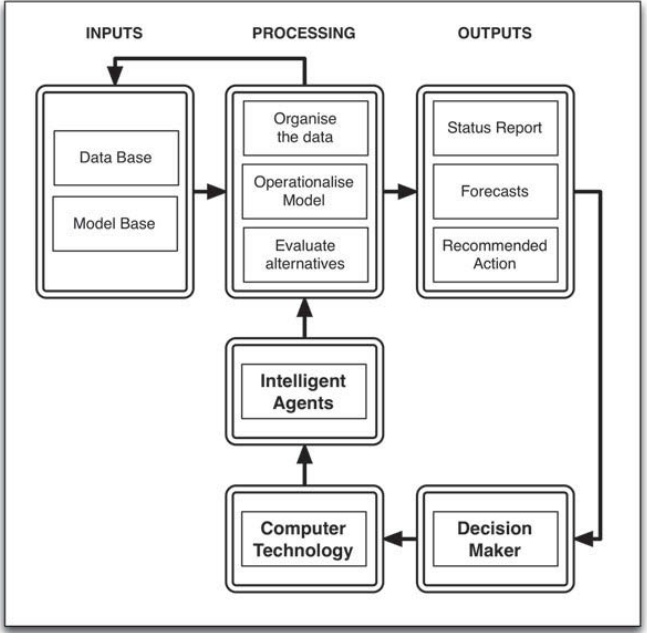 INPUTS
PROCESSING
OUTPUTS
Data Base
Model Base
Organise
the data
Operationalise
Model
Evaluate
alternatives
Status Report
Forecasts
Recommended
Action
Intelligent
Agents
Computer
Technology
Decision
Maker